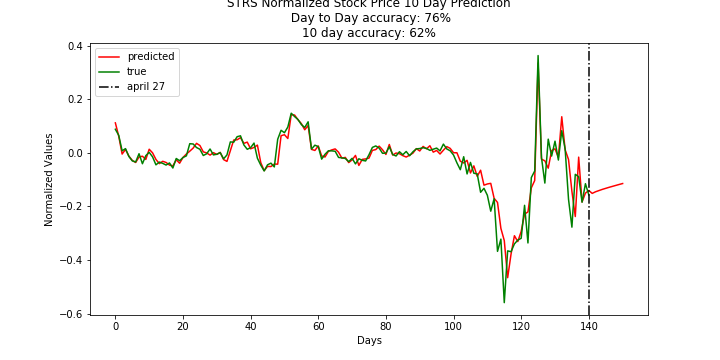 STRS Normalized Stock Price 10 Day Prediction
Day to Day accuracy: 76%
10 day accuracy: 62%
predicted
true
april 27
Normalized Values
0.4
0.2
0.0
−0.2
−0.4
−0.6
0 20 40 60 80 100 120 140
Days